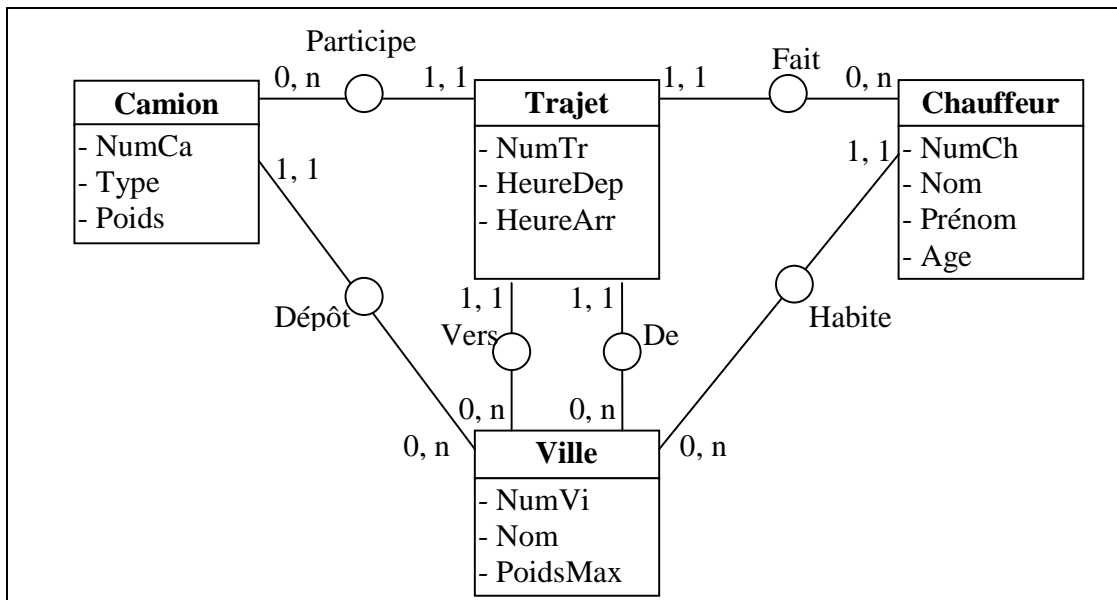 Participe
Fait
0, n
1, 1
1, 1
0, n
Camion
- NumCa
- Type
- Poids
Trajet
- NumTr
- HeureDep
- HeureArr
Chauffeur
- NumCh
- Nom
- Prénom
- Age
1, 1
1, 1
Dépôt
1, 1
Vers
0, n
1, 1
De
0, n
Habite
0, n
0, n
Ville
- NumVi
- Nom
- PoidsMax